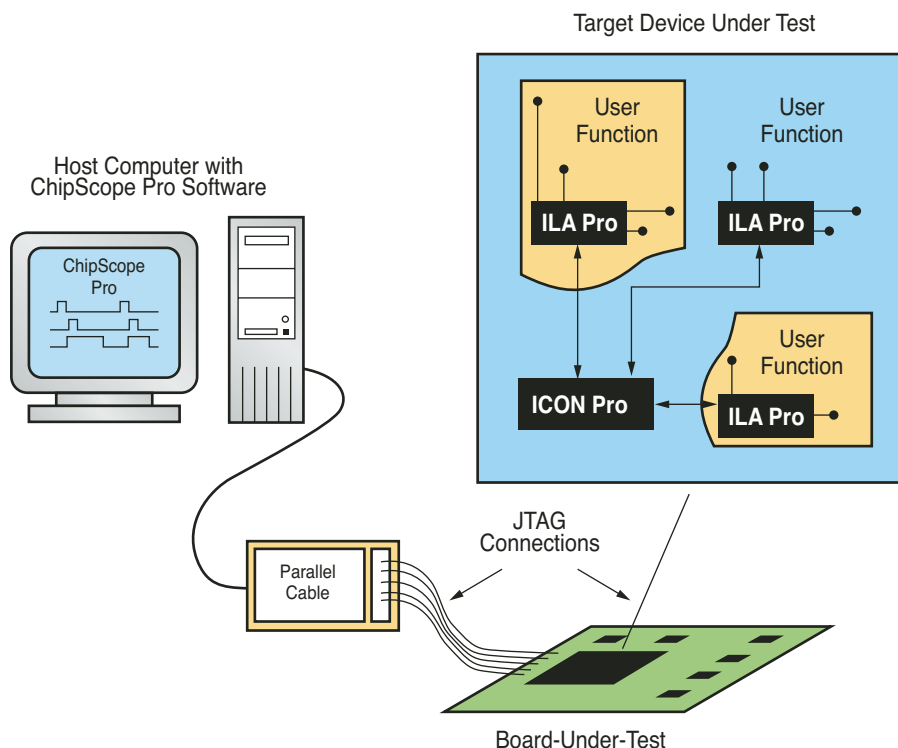 Target Device Under Test
User
Function
User
Function
ILA Pro
ILA Pro
Host Computer with
ChipScope Pro Software
ChipScope
Pro
User
Function
ICON Pro
ILA Pro
JTAG
Connections
Parallel
Cable
Board-Under-Test